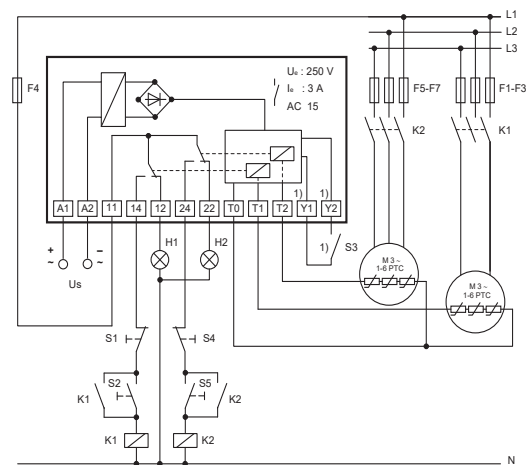 L1
L2
L3
F4
Ue : 250 V
Ie : 3 A
AC 15
F5-F7
F1-F3
K2
K1
1)
1)
A1 A2 11 14 12 24 22 T0 T1 T2 Y1 Y2
+
~
–
~
Us
H1
H2
1)
S3
M 3 ~
1-6 PTC
M 3 ~
1-6 PTC
S1
S4
S2
S5
K1
K2
K1
K2
N